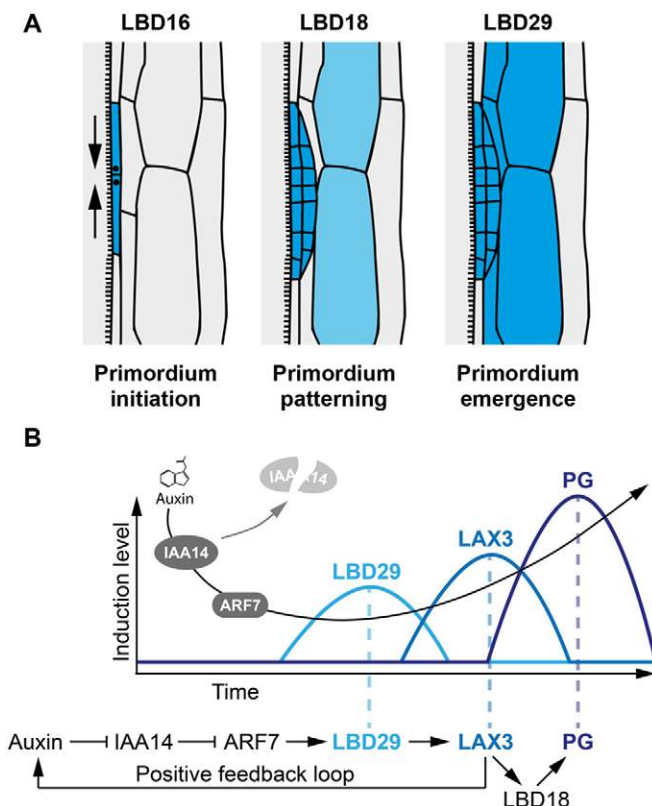 A
LBD16
LBD18
LBD29
Primordium
initiation
Primordium
patterning
Primordium
emergence
B
Induction level
Auxin
IAA14
IAA14
ARF7
LBD29
LAX3
PG
Time
Auxin IAA14 ARF7 LBD29 LAX3 PG
Positive feedback loop
LBD18